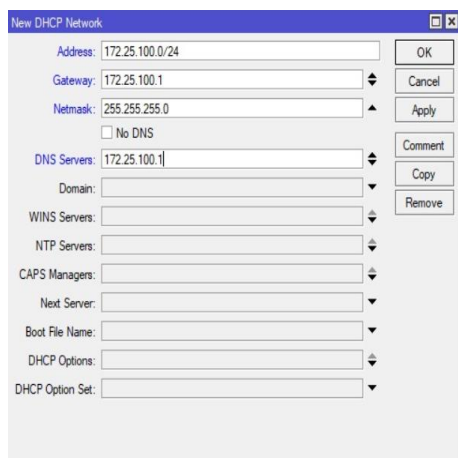 New DHCP Network
Address: 172.25.100.0/24
OK
Gateway: 172.25.100.1
Cancel
Netmask: 255.255.255.0
Apply
No DNS
Comment
DNS Servers: 172.25.100.1
Copy
Domain:
Remove
WINS Servers:
NTP Servers:
CAPS Managers:
Next Server:
Boot File Name:
DHCP Options:
DHCP Option Set: